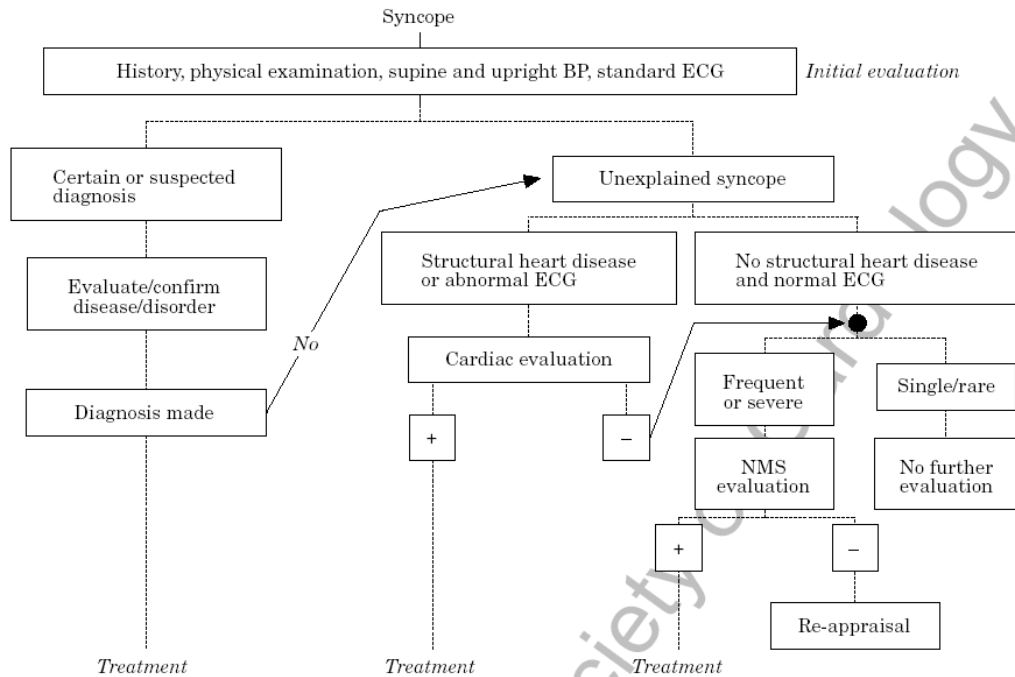 Syncope
History, physical examination, supine and upright BP, standard ECG
Initial evaluation
Certain or suspected
diagnosis
Unexplained syncope
Structural heart disease
or abnormal ECG
No structural heart disease
and normal ECG
Evaluate/confirm
disease/disorder
No
Cardiac evaluation
Frequent
or severe
Single/rare
Diagnosis made
+
–
NMS
evaluation
No further
evaluation
+
–
Re-appraisal
Treatment
Treatment
Treatment